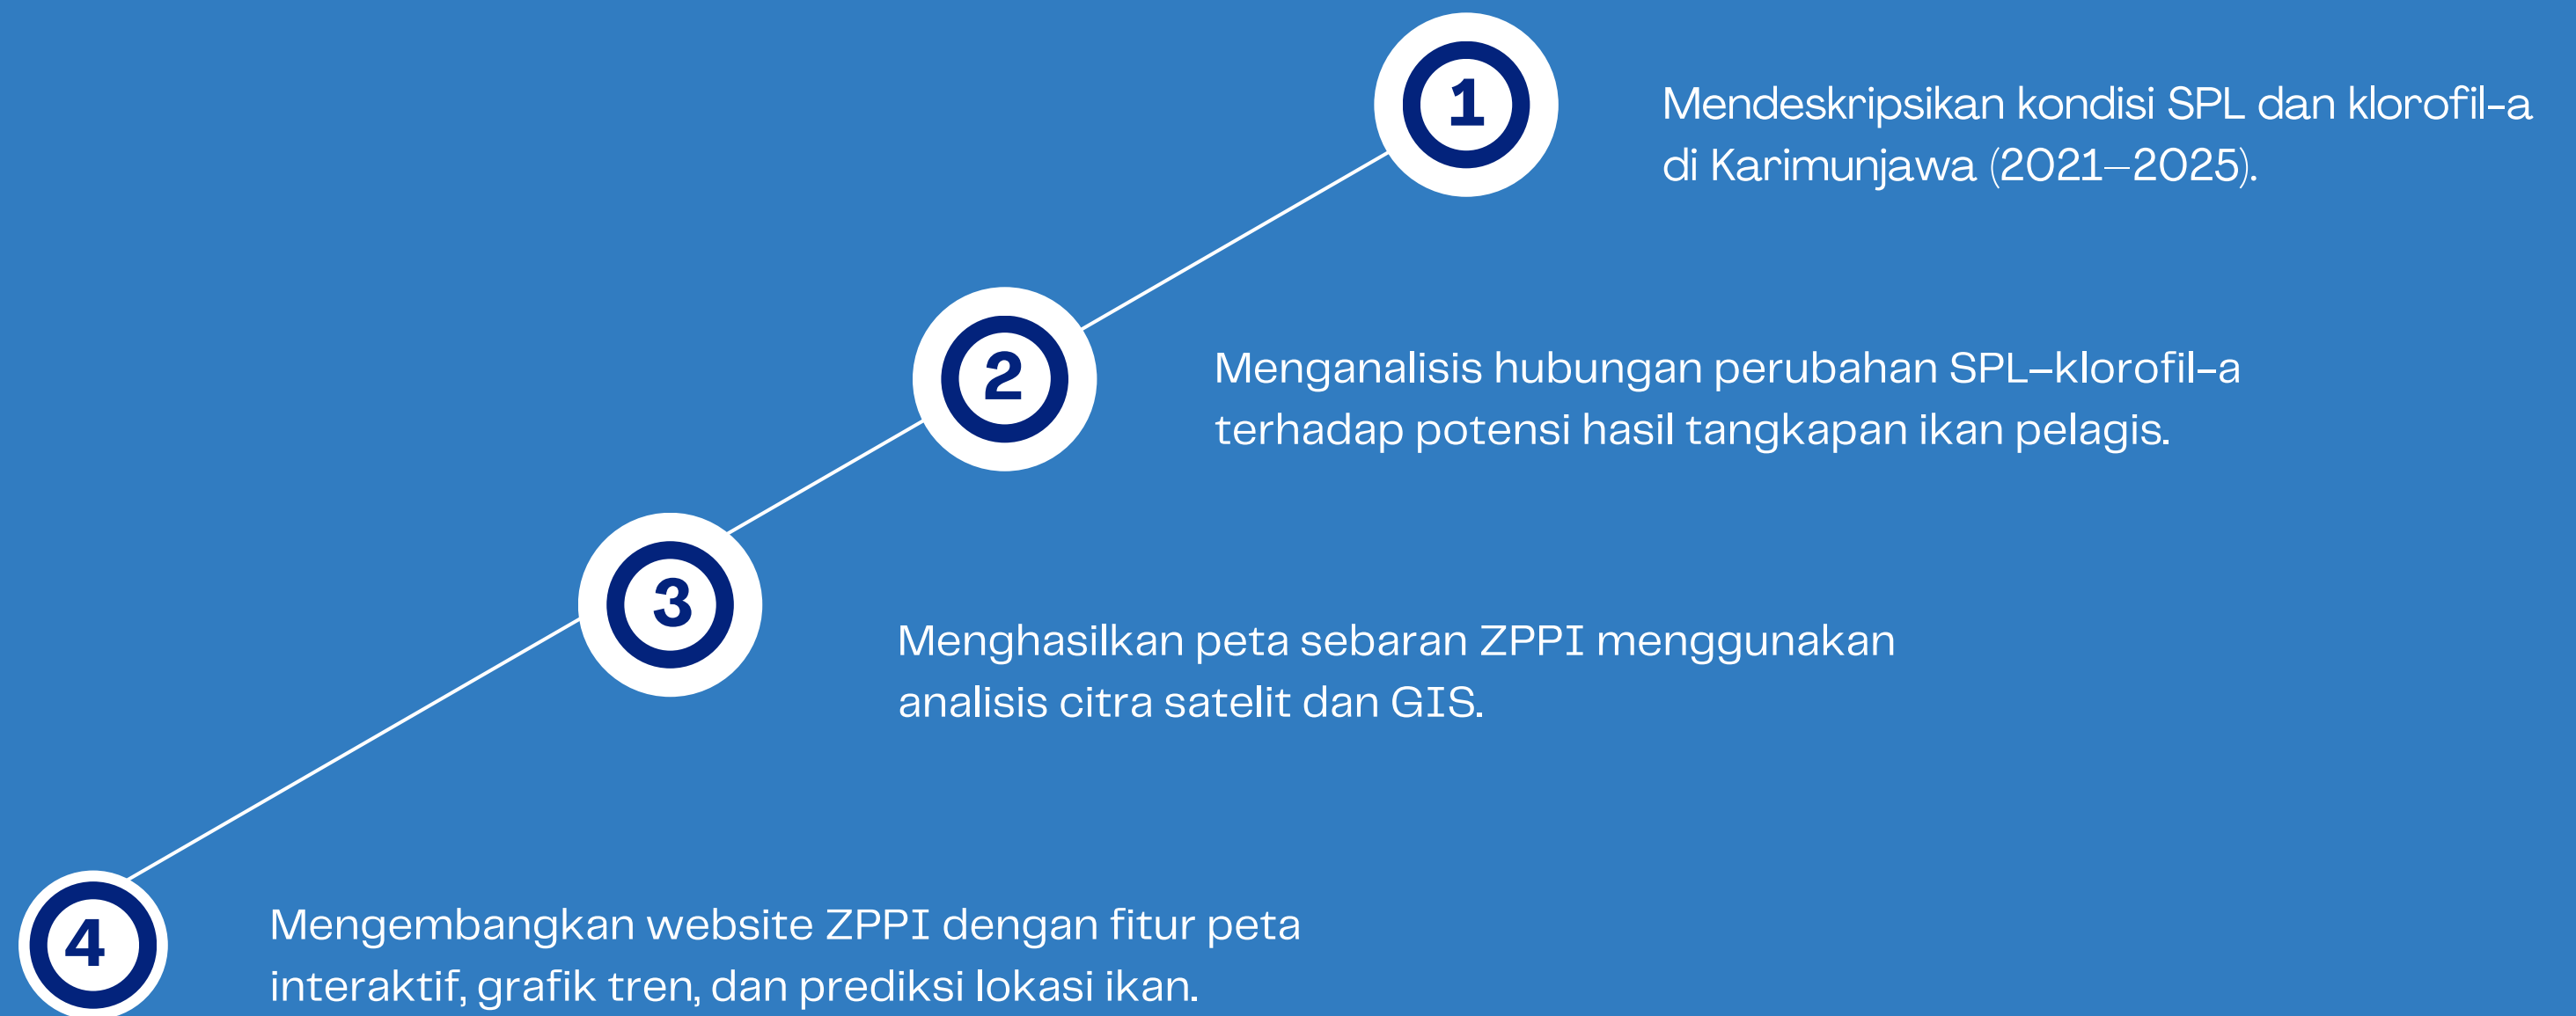 1
Mendeskripsikan kondisi SPL dan klorofil-a
di Karimunjawa (2021–2025).
2
Menganalisis hubungan perubahan SPL–klorofil-a
terhadap potensi hasil tangkapan ikan pelagis.
3
Menghasilkan peta sebaran ZPPI menggunakan
analisis citra satelit dan GIS.
4
Mengembangkan website ZPPI dengan fitur peta
interaktif, grafik tren, dan prediksi lokasi ikan.